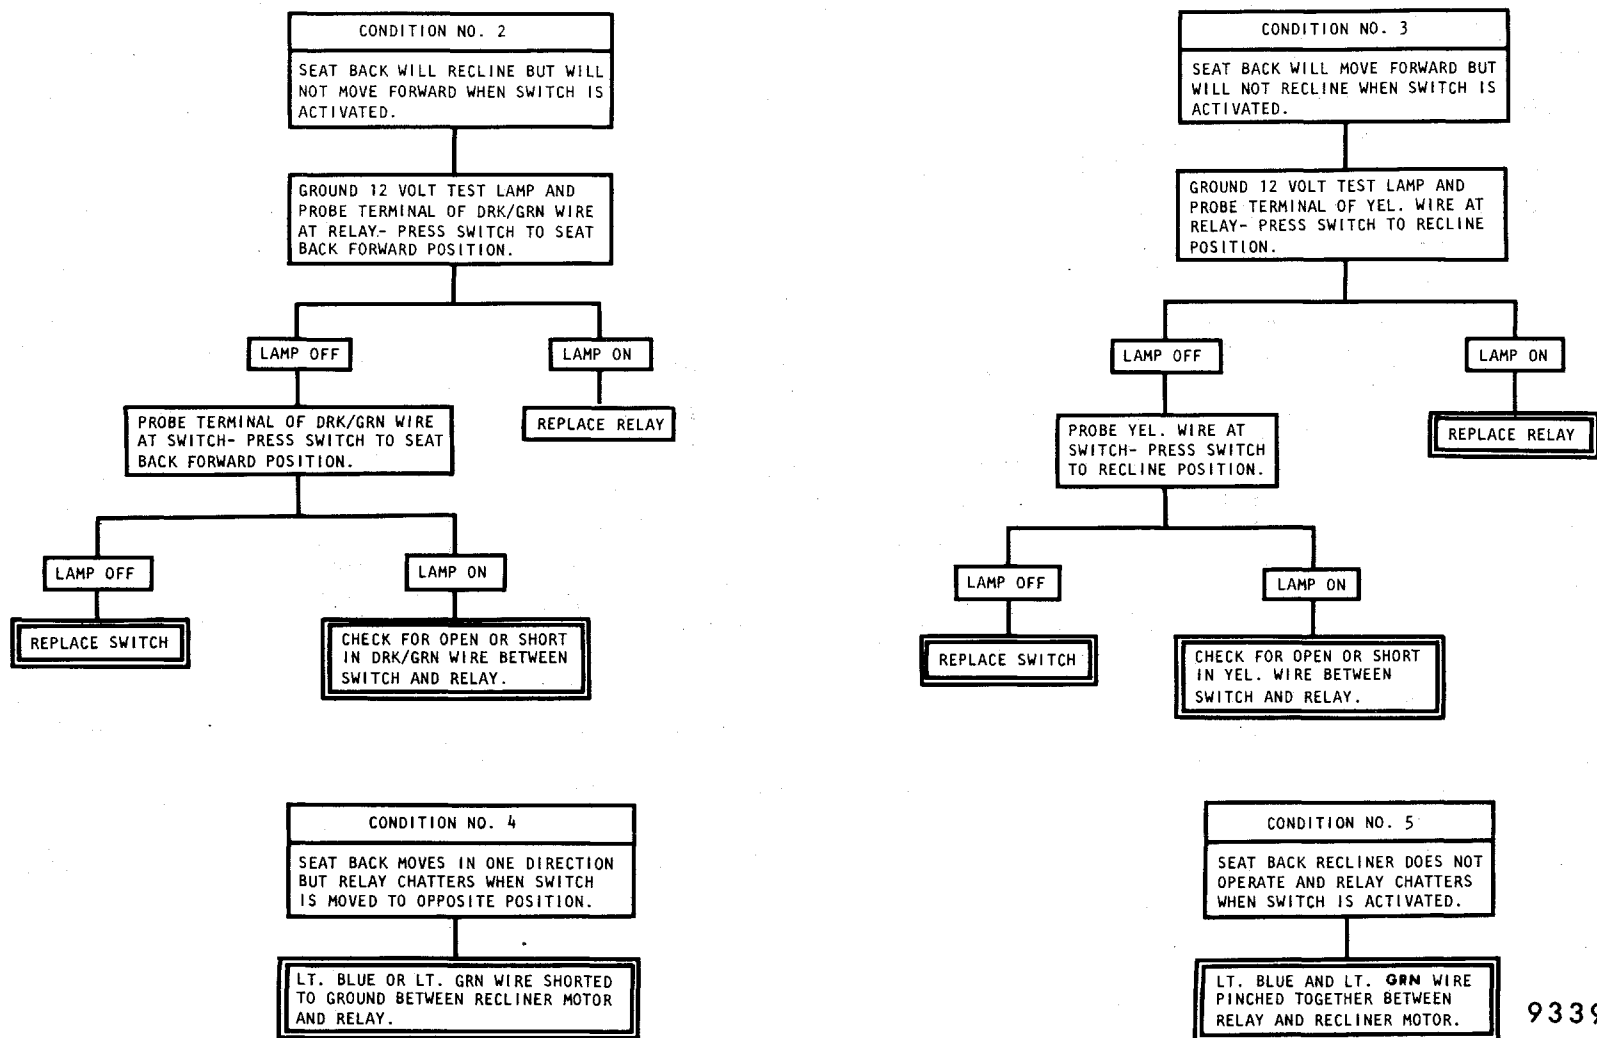 CONDITION NO. 2
SEAT BACK WILL RECLINE BUT WILL
NOT MOVE FORWARD WHEN SWITCH IS
ACTIVATED.
GROUND 12 VOLT TEST LAMP AND
PROBE TERMINAL OF DRK/GRN WIRE
AT RELAY- PRESS SWITCH TO SEAT
BACK FORWARD POSITION.
LAMP OFF
LAMP ON
PROBE TERMINAL OF DRK/GRN WIRE
AT SWITCH- PRESS SWITCH TO SEAT
BACK FORWARD POSITION.
REPLACE RELAY
LAMP OFF
LAMP ON
REPLACE SWITCH
CHECK FOR OPEN OR SHORT
IN DRK/GRN WIRE BETWEEN
SWITCH AND RELAY.
CONDITION NO. 3
SEAT BACK WILL MOVE FORWARD BUT
WILL NOT RECLINE WHEN SWITCH IS
ACTIVATED.
GROUND 12 VOLT TEST LAMP AND
PROBE TERMINAL OF YEL. WIRE AT
RELAY- PRESS SWITCH TO RECLINE
POSITION.
LAMP OFF
LAMP ON
PROBE YEL. WIRE AT
SWITCH- PRESS SWITCH
TO RECLINE POSITION.
REPLACE RELAY
LAMP OFF
LAMP ON
REPLACE SWITCH
CHECK FOR OPEN OR SHORT
IN YEL. WIRE BETWEEN
SWITCH AND RELAY.
CONDITION NO. 4
SEAT BACK MOVES IN ONE DIRECTION
BUT RELAY CHATTERS WHEN SWITCH
IS MOVED TO OPPOSITE POSITION.
LT. BLUE OR LT. GRN WIRE SHORTED
TO GROUND BETWEEN RECLINER MOTOR
AND RELAY.
CONDITION NO. 5
SEAT BACK RECLINER DOES NOT
OPERATE AND RELAY CHATTERS
WHEN SWITCH IS ACTIVATED.
LT. BLUE AND LT. GRN WIRE
PINCHED TOGETHER BETWEEN
RELAY AND RECLINER MOTOR.
9339